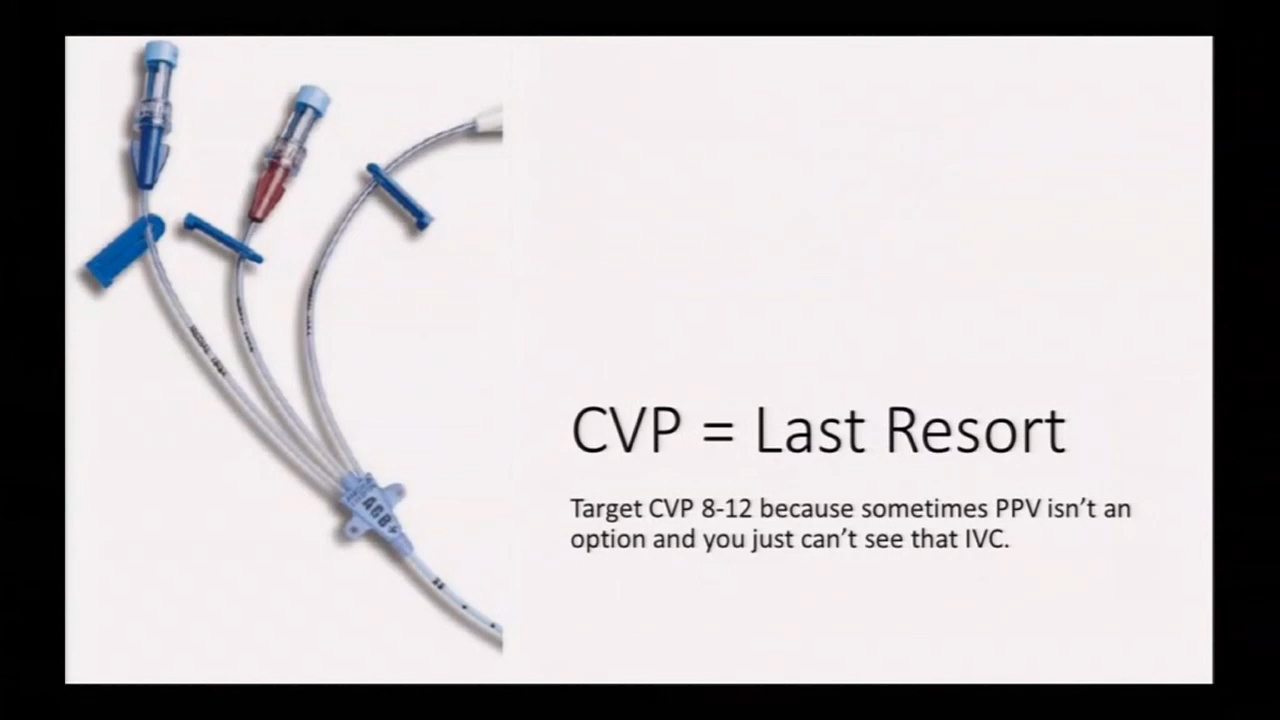 CVP = Last Resort
Target CVP 8-12 because sometimes PPV isn't an
option and you just can't see that IVC.